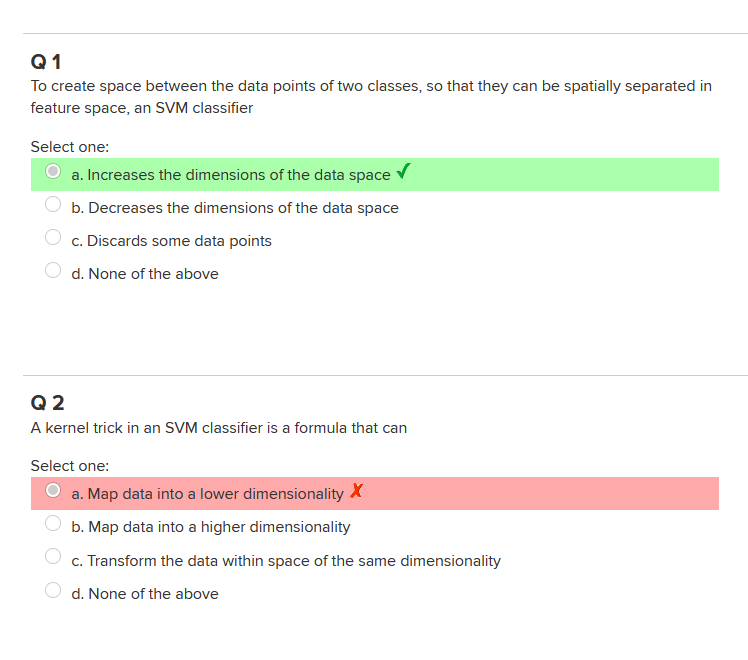 Q 1
To create space between the data points of two classes, so that they can be spatially separated in
feature space, an SVM classifier
Select one:
a. Increases the dimensions of the data space ✓
b. Decreases the dimensions of the data space
c. Discards some data points
d. None of the above
Q 2
A kernel trick in an SVM classifier is a formula that can
Select one:
a. Map data into a lower dimensionality ✗
b. Map data into a higher dimensionality
c. Transform the data within space of the same dimensionality
d. None of the above